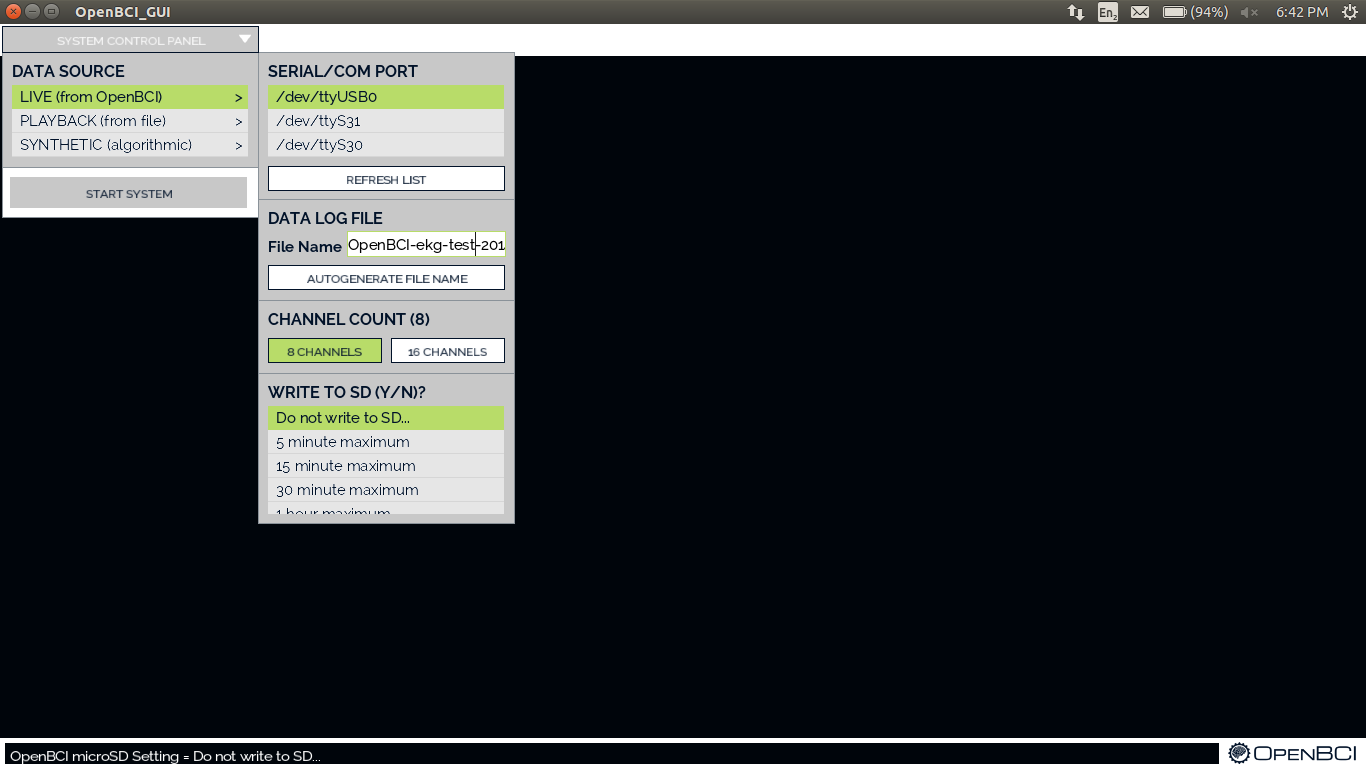 OpenBCI_GUI
En2
(94%)
6:42 PM
SYSTEM CONTROL PANEL
DATA SOURCE
LIVE (from OpenBCI) >
PLAYBACK (from file) >
SYNTHETIC (algorithmic) >
START SYSTEM
SERIAL/COM PORT
/dev/ttyUSB0
/dev/ttyS31
/dev/ttyS30
REFRESH LIST
DATA LOG FILE
File Name OpenBCI-ekg-test-201
AUTOGENERATE FILE NAME
CHANNEL COUNT (8)
8 CHANNELS
16 CHANNELS
WRITE TO SD (Y/N)?
Do not write to SD...
5 minute maximum
15 minute maximum
30 minute maximum
1 hour maximum
OpenBCI microSD Setting = Do not write to SD...
OPENBCI